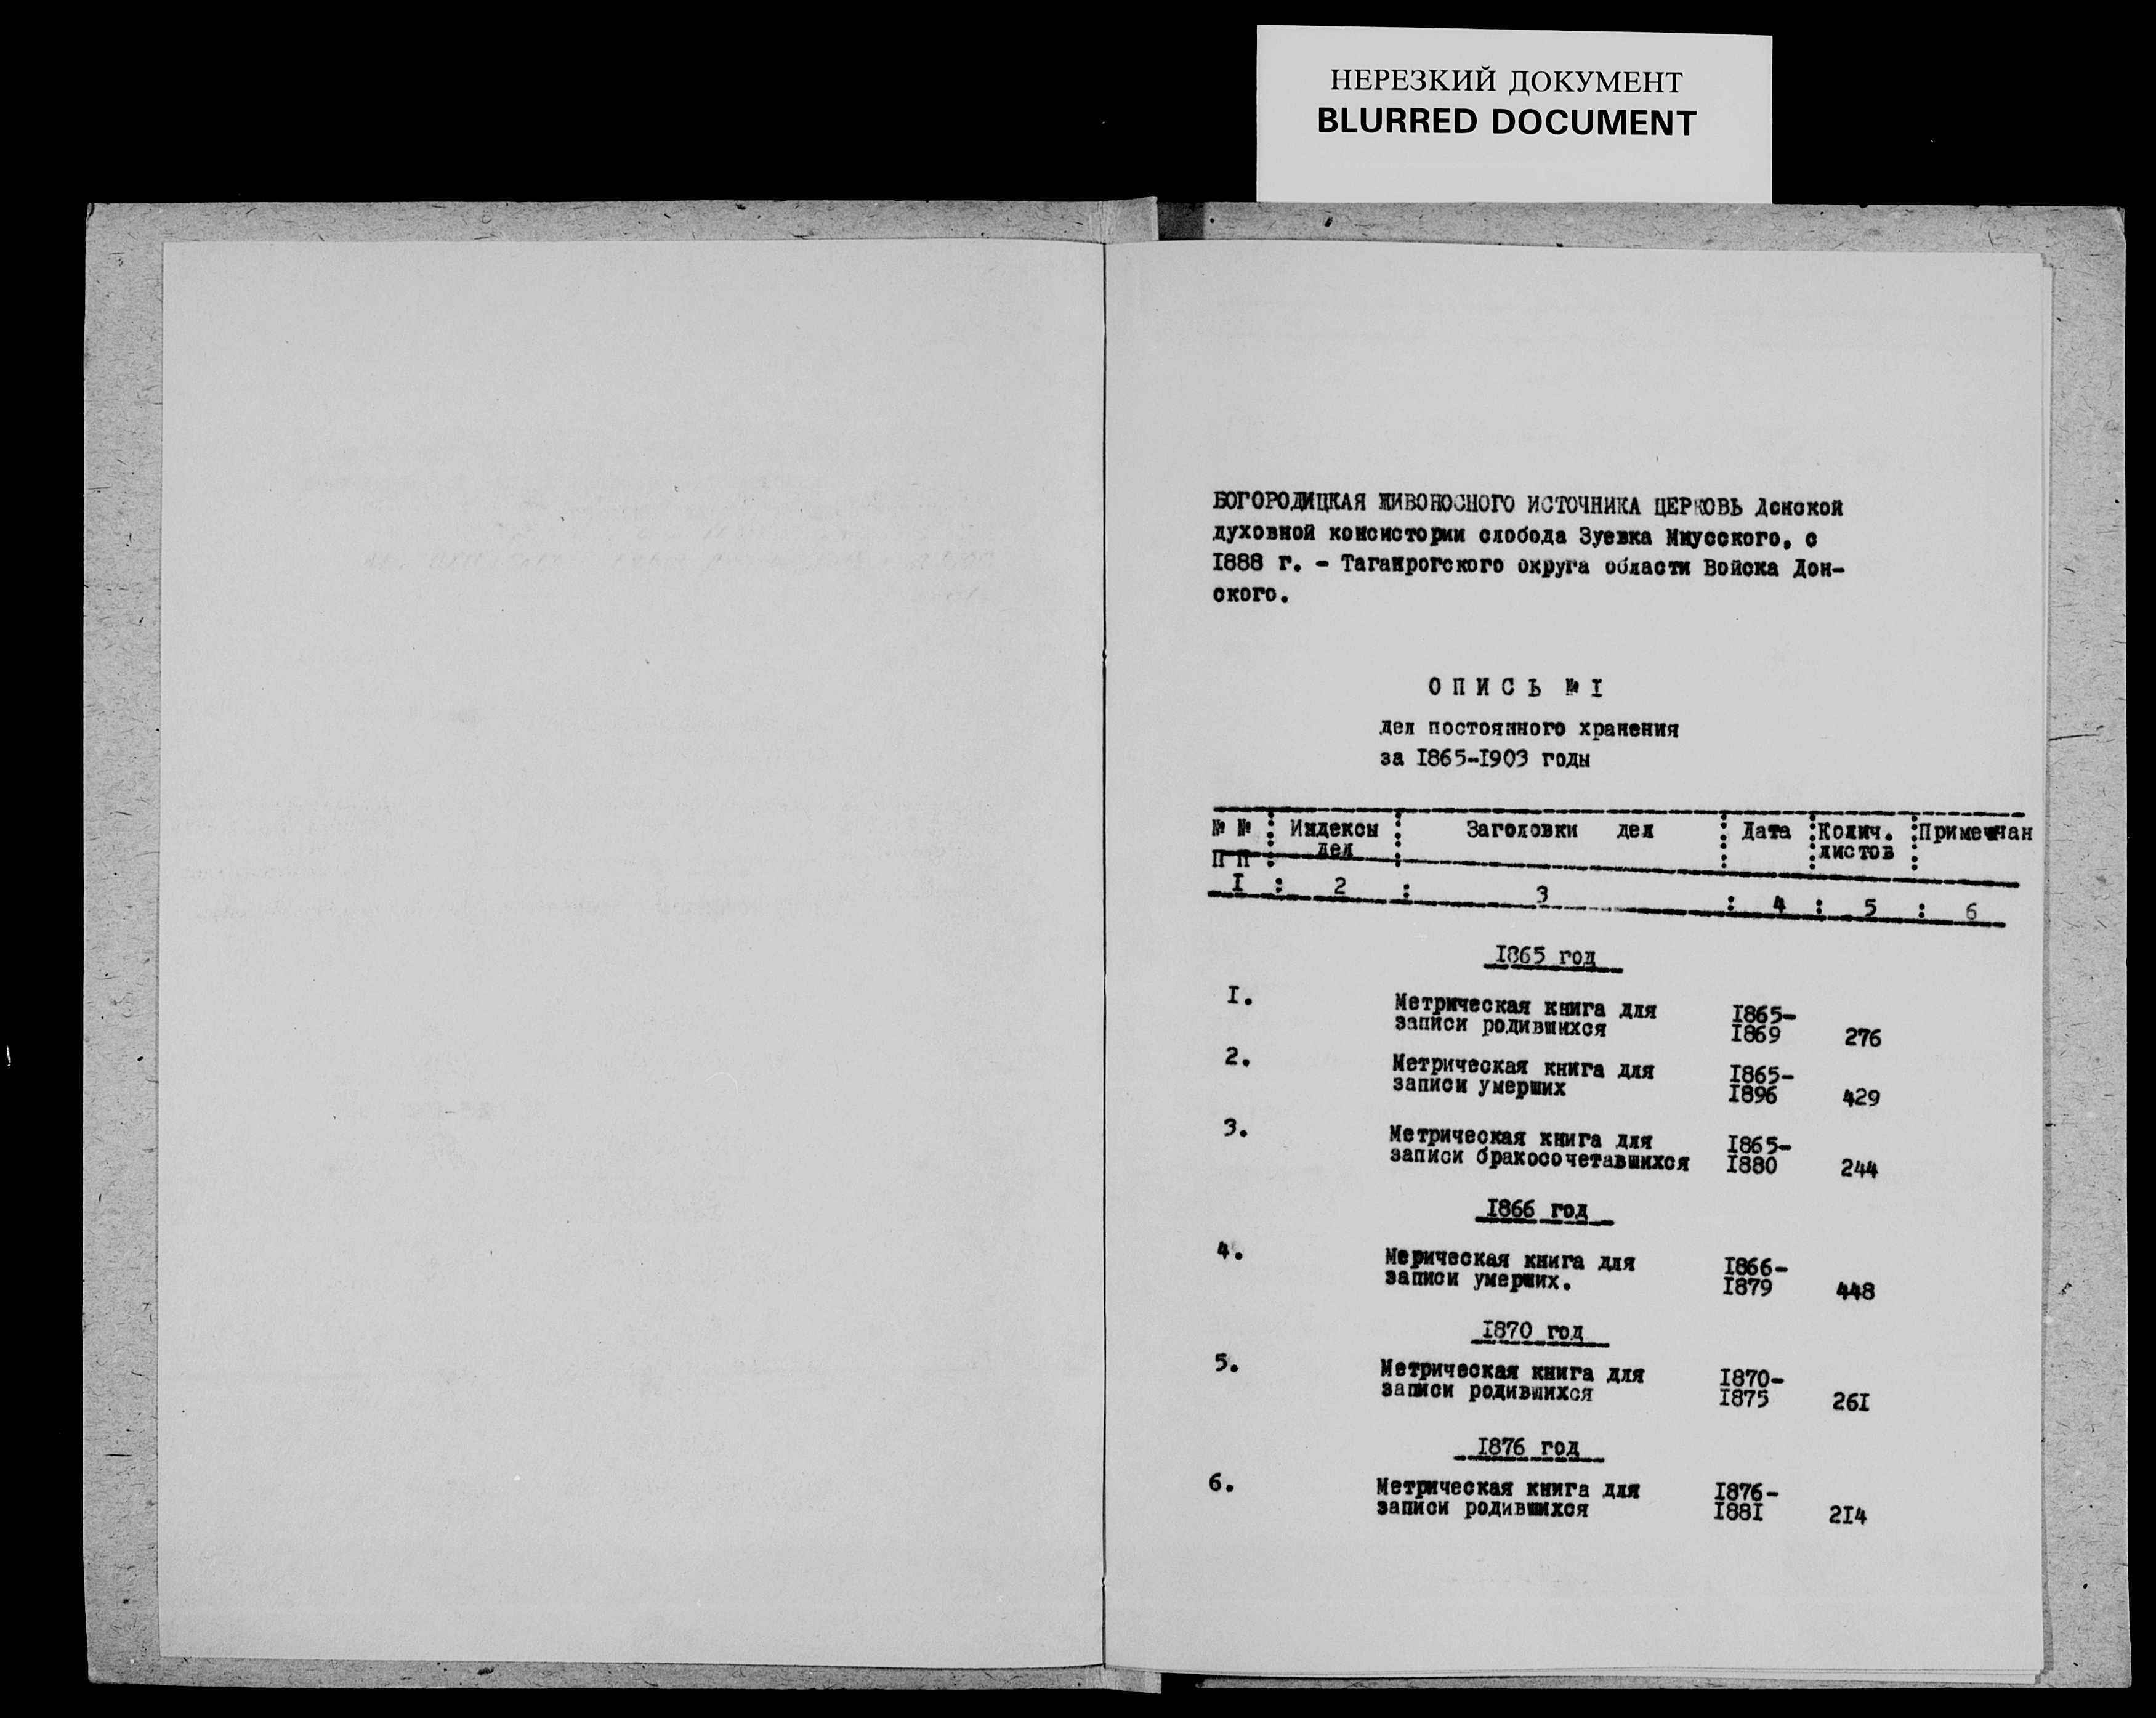 НЕРЕЗКИЙ ДОКУМЕНТ
BLURRED DOCUMENT
БОГОРОДИЦКАЯ ЖИВОНОСНОГО ИСТОЧНИКА ЦЕРКОВЬ Донской
духовной консистории слобода Зуевка Миусского, с
I888 г. - Таганрогского округа области Войска Дон-
ского.
О П И С Ь № I
дел постоянного хранения
за I865-I903 годы
№ № : Индексы : Заголовки дел : Дата : Колич. : Примечан
п п : дел : : : листов :
I : 2 : 3 : 4 : 5 : 6
I865 год
I. Метрическая книга для I865-
записи родившихся I869 276
2. Метрическая книга для I865-
записи умерших I896 429
3. Метрическая книга для I865-
записи бракосочетавшихся I880 244
I866 год
4. Мерическая книга для I866-
записи умерших. I879 448
I870 год
5. Метрическая книга для I870-
записи родившихся I875 26I
I876 год
6. Метрическая книга для I876-
записи родившихся I88I 2I4